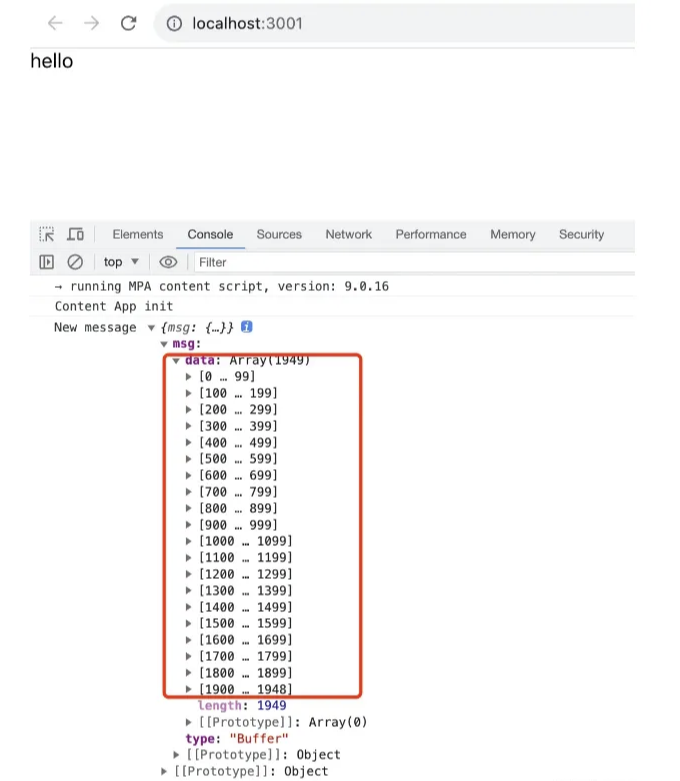 localhost:3001
hello
Elements Console Sources Network Performance Memory Security
top ▼ Filter
→ running MPA content script, version: 9.0.16
Content App init
New message ▼ {msg: {…}} i
▼ msg:
▼ data: Array(1949)
▶ [0 … 99]
▶ [100 … 199]
▶ [200 … 299]
▶ [300 … 399]
▶ [400 … 499]
▶ [500 … 599]
▶ [600 … 699]
▶ [700 … 799]
▶ [800 … 899]
▶ [900 … 999]
▶ [1000 … 1099]
▶ [1100 … 1199]
▶ [1200 … 1299]
▶ [1300 … 1399]
▶ [1400 … 1499]
▶ [1500 … 1599]
▶ [1600 … 1699]
▶ [1700 … 1799]
▶ [1800 … 1899]
▶ [1900 … 1948]
length: 1949
▶ [[Prototype]]: Array(0)
type: "Buffer"
▶ [[Prototype]]: Object
▶ [[Prototype]]: Object